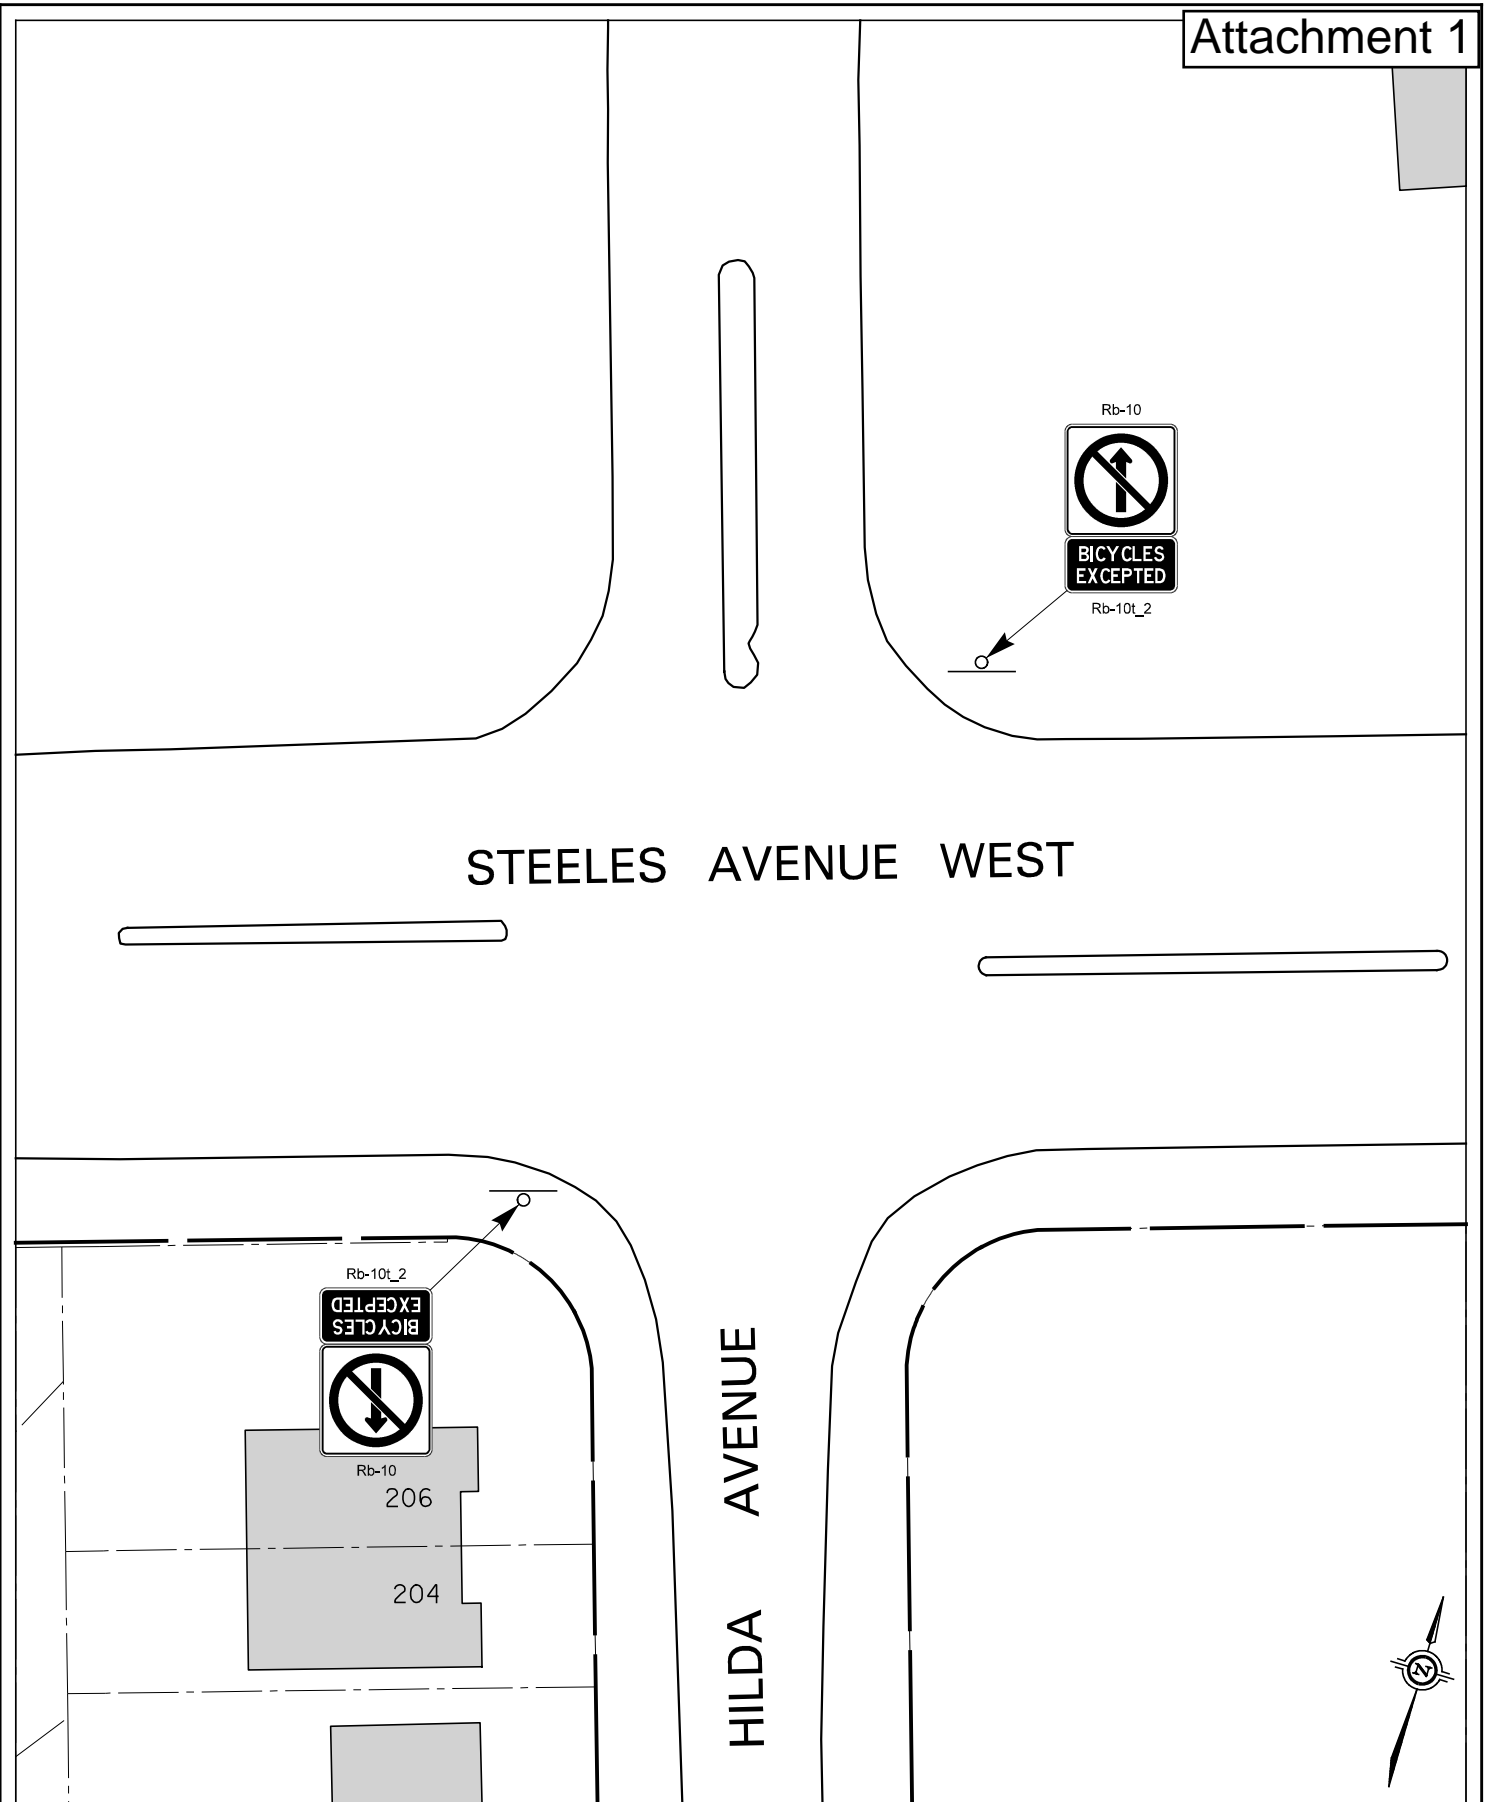 Attachment 1
Rb-10
BICYCLES
EXCEPTED
Rb-10t_2
STEELES AVENUE WEST
Rb-10t_2
BICYCLES
EXCEPTED
Rb-10
206
204
HILDA AVENUE
N